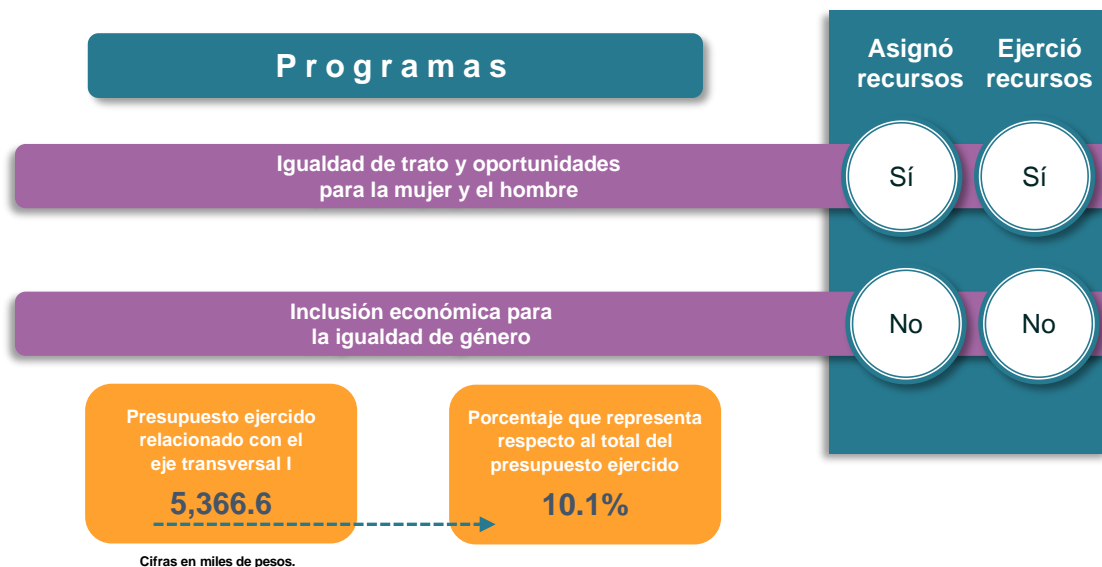 Programas
Asignó
recursos
Ejerció
recursos
Igualdad de trato y oportunidades
para la mujer y el hombre
Sí
Sí
Inclusión económica para
la igualdad de género
No
No
Presupuesto ejercido
relacionado con el
eje transversal I
5,366.6
Porcentaje que representa
respecto al total del
presupuesto ejercido
10.1%
Cifras en miles de pesos.